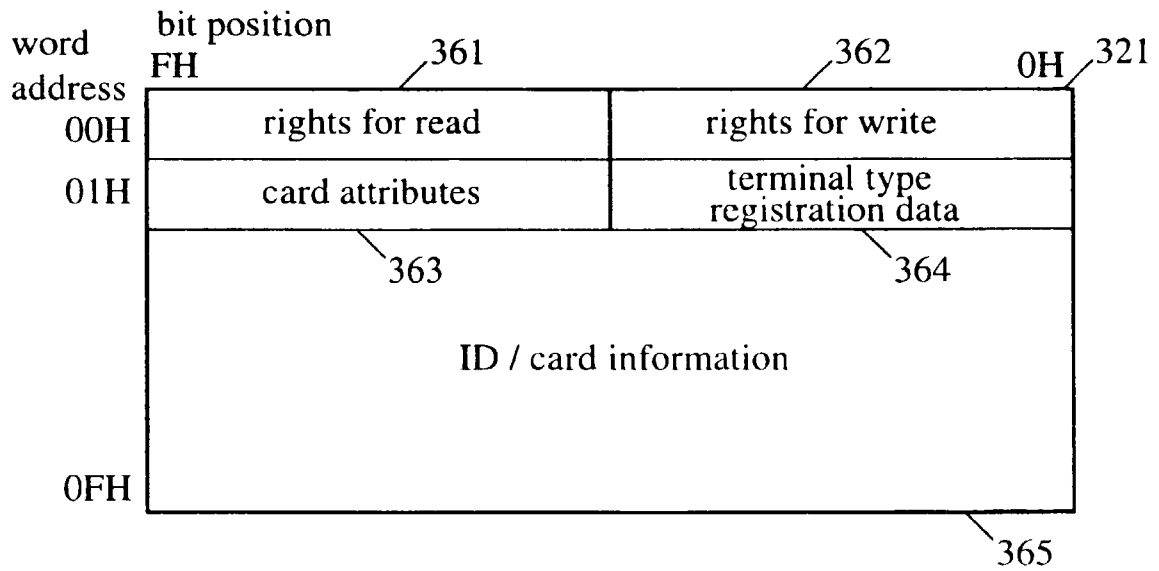 bit position
word
address
FH
361
362
0H
321
00H
rights for read
rights for write
01H
card attributes
terminal type
registration data
363
364
ID / card information
0FH
365